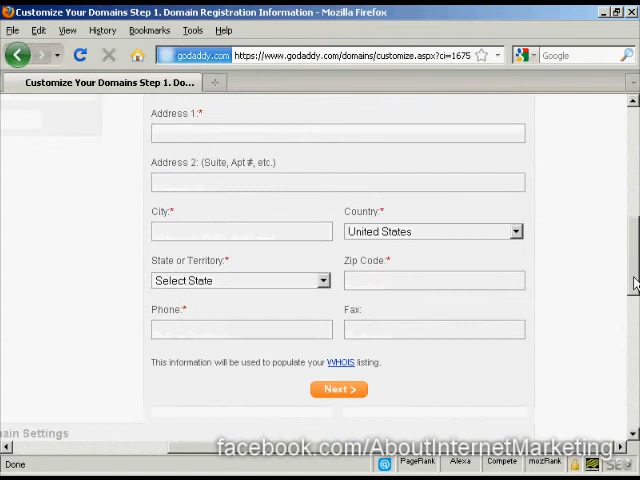 Customize Your Domains Step 1. Domain Registration Information - Mozilla Firefox
File Edit View History Bookmarks Tools Help
godaddy.com https://www.godaddy.com/domains/customize.aspx?ci=1675 Google
Customize Your Domains Step 1. Do...
Address 1:*
Address 2: (Suite, Apt #, etc.)
City:* Country:*
United States
State or Territory:* Zip Code:*
Select State
Phone:* Fax:
This information will be used to populate your WHOIS listing.
Next >
main Settings
facebook.com/AboutInternetMarketing
Done PageRank Alexa Compete mozRank SEO